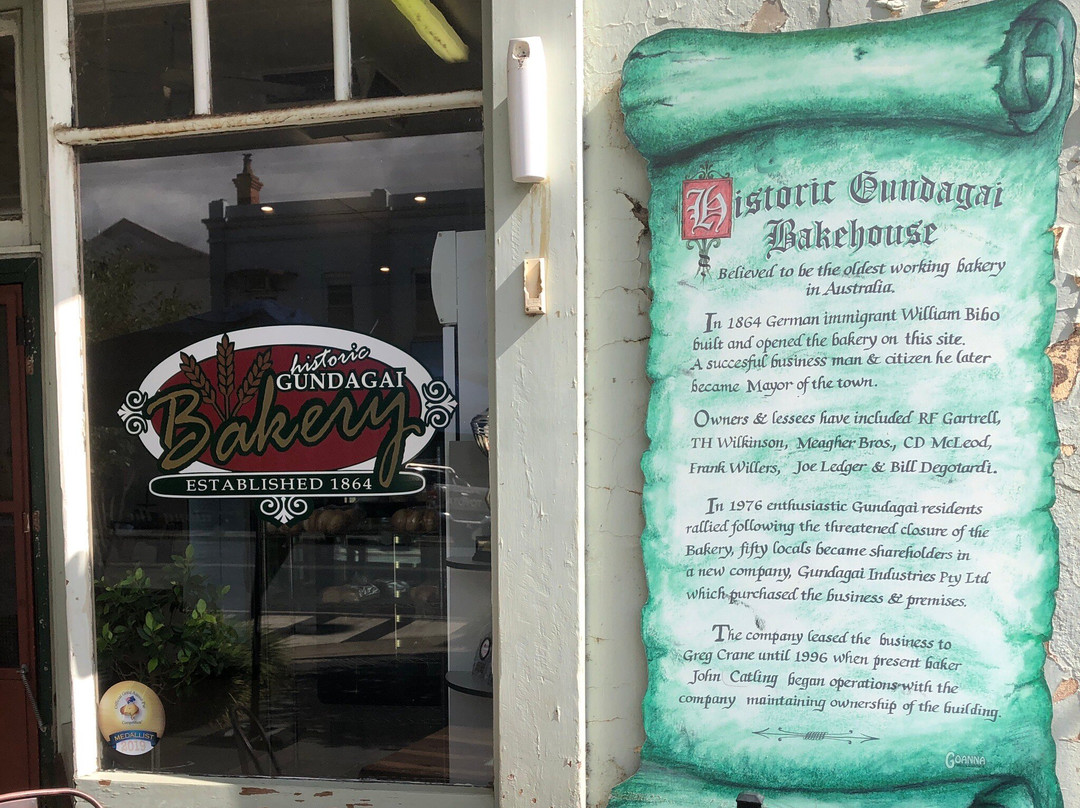 historic
GUNDAGAI
Bakery
ESTABLISHED 1864
MEDALLIST
2019
Historic Gundagai
Bakehouse
Believed to be the oldest working bakery
in Australia.
In 1864 German immigrant William Bibo
built and opened the bakery on this site.
A succesful business man & citizen he later
became Mayor of the town.
Owners & lessees have included RF Gartrell,
TH Wilkinson, Meagher Bros., CD McLeod,
Frank Willers, Joe Ledger & Bill Degotardi.
In 1976 enthusiastic Gundagai residents
rallied following the threatened closure of the
Bakery, fifty locals became shareholders in
a new company, Gundagai Industries Pty Ltd
which purchased the business & premises.
The company leased the business to
Greg Crane until 1996 when present baker
John Catling began operations with the
company maintaining ownership of the building.
GOANNA